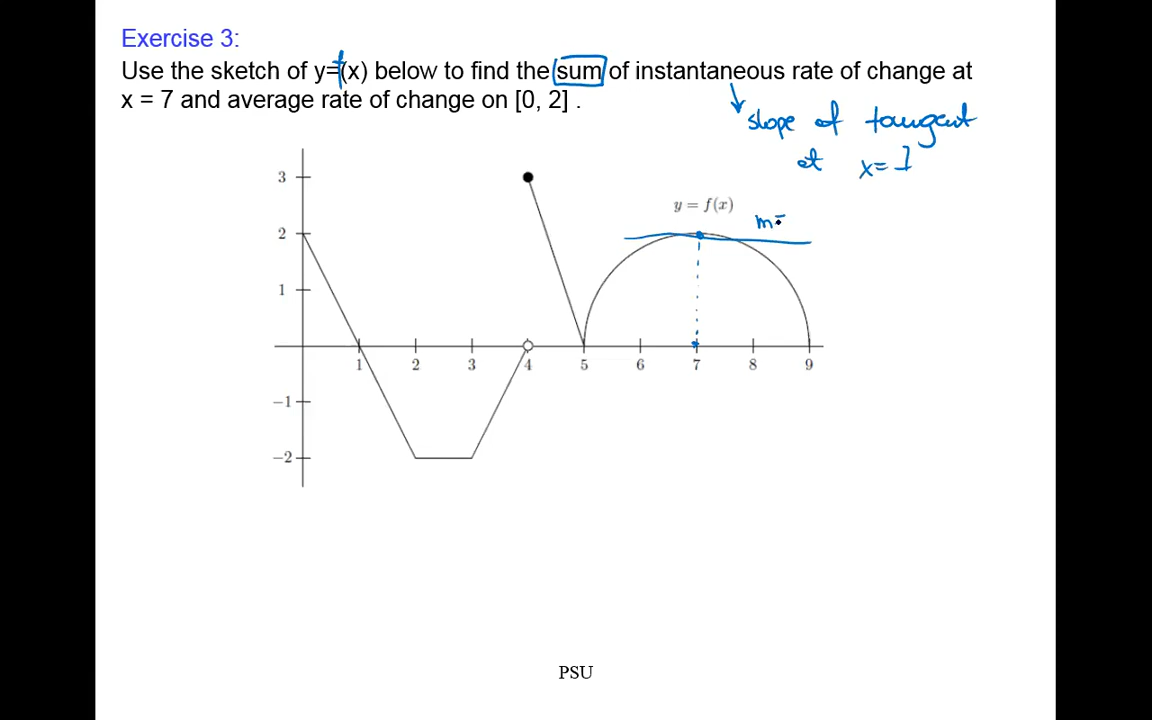 Exercise 3:
Use the sketch of y=f(x) below to find the sum of instantaneous rate of change at
x = 7 and average rate of change on [0, 2] .
slope of tangent
at x=7
y = f(x)
m=
3
2
1
-1
-2
1 2 3 4 5 6 7 8 9
PSU